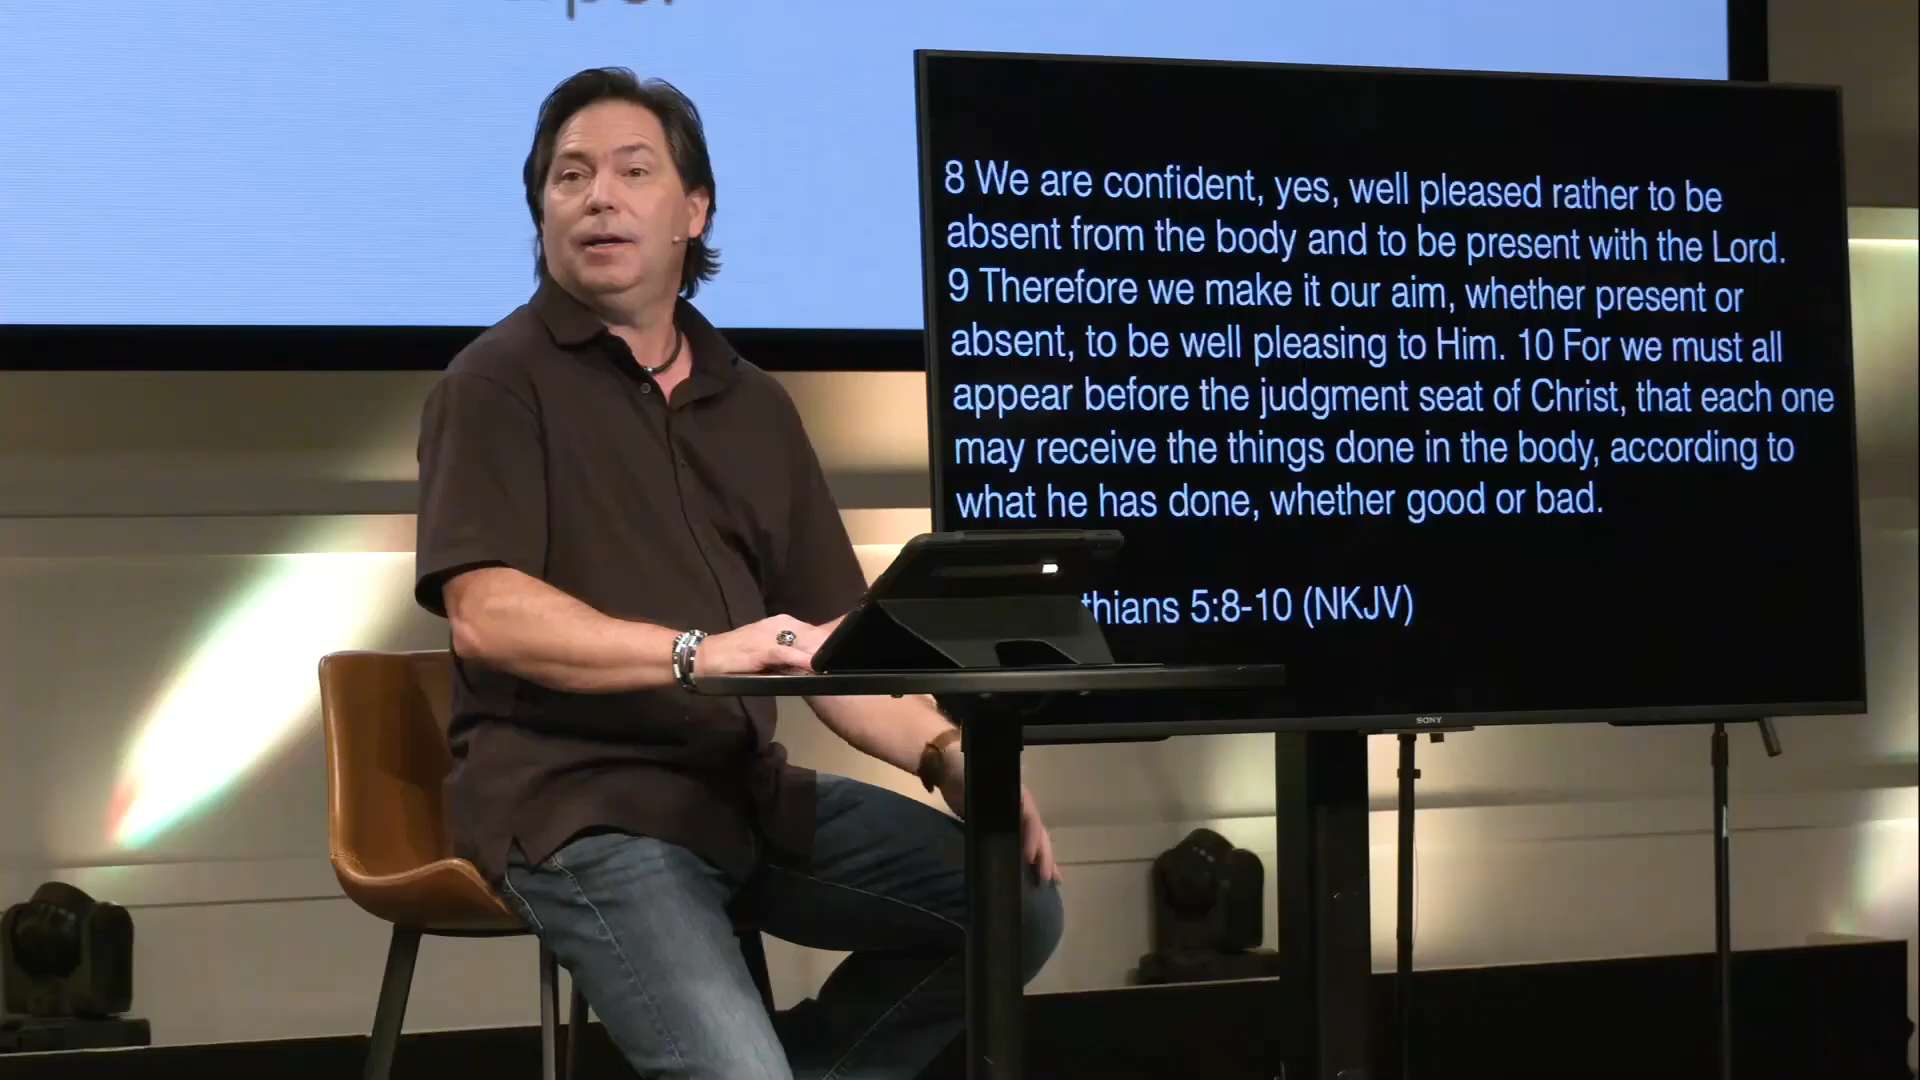 8 We are confident, yes, well pleased rather to be
absent from the body and to be present with the Lord.
9 Therefore we make it our aim, whether present or
absent, to be well pleasing to Him. 10 For we must all
appear before the judgment seat of Christ, that each one
may receive the things done in the body, according to
what he has done, whether good or bad.
thians 5:8-10 (NKJV)
SONY